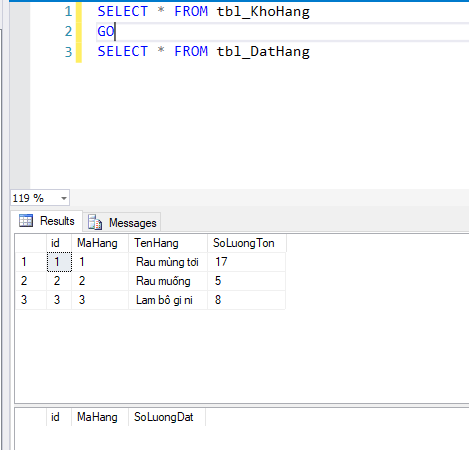 1 SELECT * FROM tbl_KhoHang
2 GO
3 SELECT * FROM tbl_DatHang
119 %
Results Messages
id MaHang TenHang SoLuongTon
1 1 1 Rau mùng tơi 17
2 2 2 Rau muống 5
3 3 3 Lam bô gi ni 8
id MaHang SoLuongDat